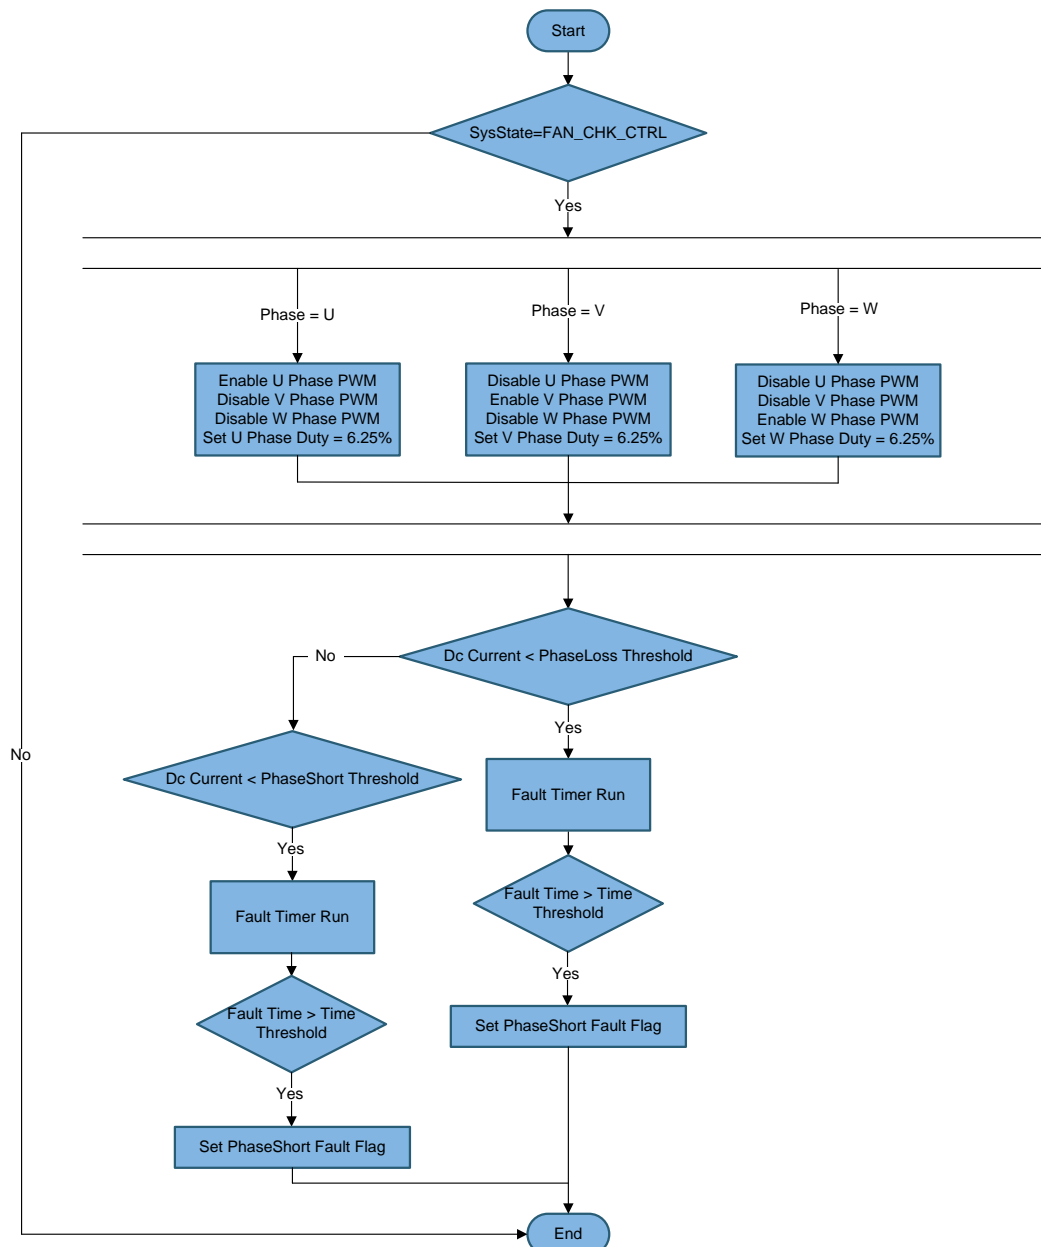 Start
SysState=FAN_CHK_CTRL
Yes
Phase = U
Phase = V
Phase = W
Enable U Phase PWM
Disable V Phase PWM
Disable W Phase PWM
Set U Phase Duty = 6.25%
Disable U Phase PWM
Enable V Phase PWM
Disable W Phase PWM
Set V Phase Duty = 6.25%
Disable U Phase PWM
Disable V Phase PWM
Enable W Phase PWM
Set W Phase Duty = 6.25%
Dc Current < PhaseLoss Threshold
No
Yes
No
Dc Current < PhaseShort Threshold
Fault Timer Run
Yes
Fault Time > Time
Threshold
Fault Timer Run
Yes
Fault Time > Time
Threshold
Set PhaseShort Fault Flag
Yes
Set PhaseShort Fault Flag
End